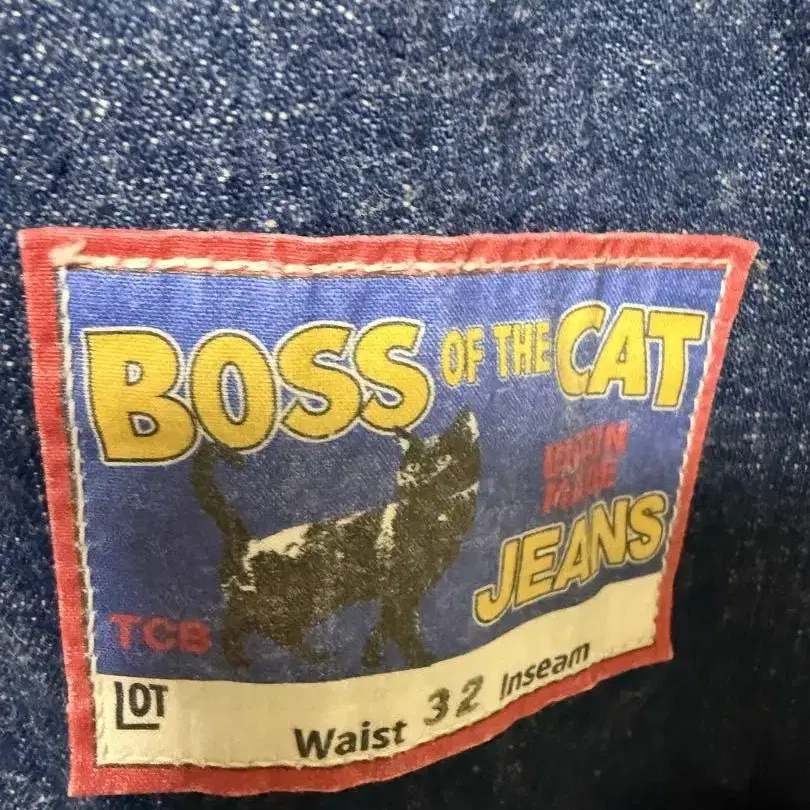 BOSS OF THE CAT
JEANS
TCB
LOT
Waist 32 Inseam